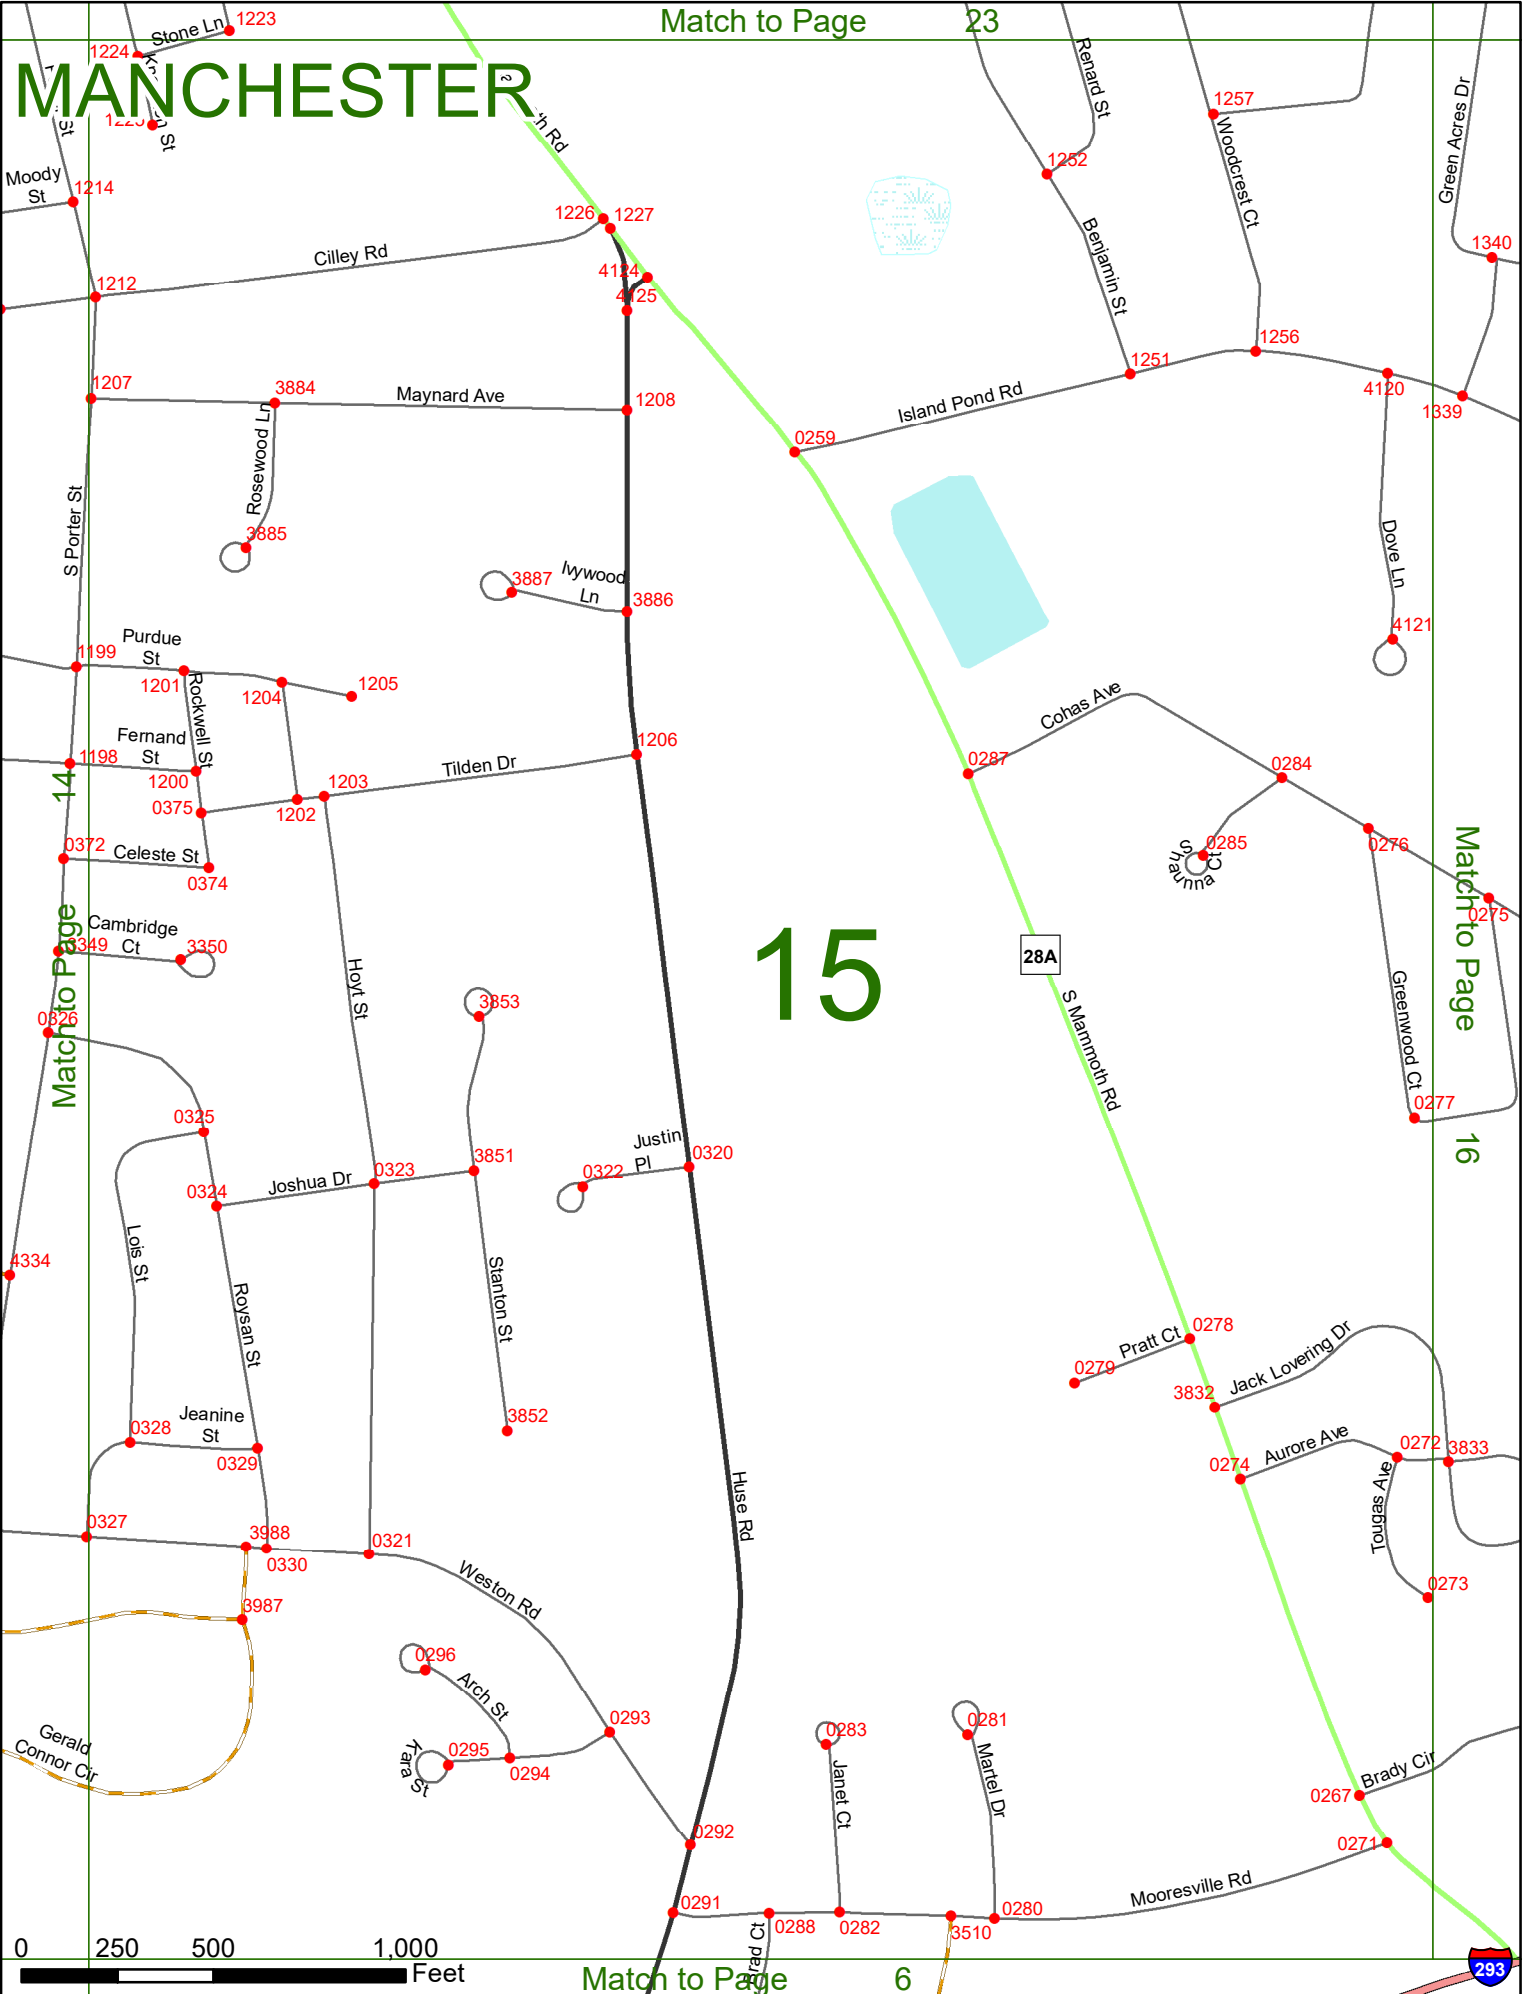 Match to Page 23
1223
Stone Ln
1224
MANCHESTER
Renard St
1257
Green Acres Dr
Moody
St
1214
1252
Woodcrest Ct
1226
1227
Cilley Rd
Benjamin St
1340
4124
1212
4125
1256
1251
1207
3884
Maynard Ave
1208
4120
1339
Island Pond Rd
0259
Rosewood Ln
S Porter St
3885
Dove Ln
3887
Ivywood
Ln
3886
4121
Purdue
St
1199
1201
Rockwell St
1204
1205
Cohas Ave
Fernand
St
1198
1206
1200
1203
Tilden Dr
0287
0284
0375
1202
0372
Celeste St
0374
0276
0285
Shaunna Ct
Match to Page 14
Match to Page 16
0275
Cambridge
Ct
3349
3350
15
28A
Hoyt St
3853
Greenwood Ct
0326
S Mammoth Rd
0325
0277
Justin
Pl
0320
3851
0323
0322
Joshua Dr
0324
Lois St
4334
Stanton St
Roysan St
0278
Pratt Ct
Jack Lovering Dr
0279
3832
0328
Jeanine
St
3852
0329
Aurore Ave
0272
3833
0274
Huse Rd
Tougas Ave
0327
3988
0330
0321
Weston Rd
0273
3987
0296
Arch St
0293
0281
0283
Gerald
Connor Cir
Kara St
0295
0294
Janet Ct
Martel Dr
Brady Cir
0267
0292
0271
Mooresville Rd
0291
0288
0282
3510
0280
Brad Ct
0 250 500 1,000
Feet
Match to Page 6
293